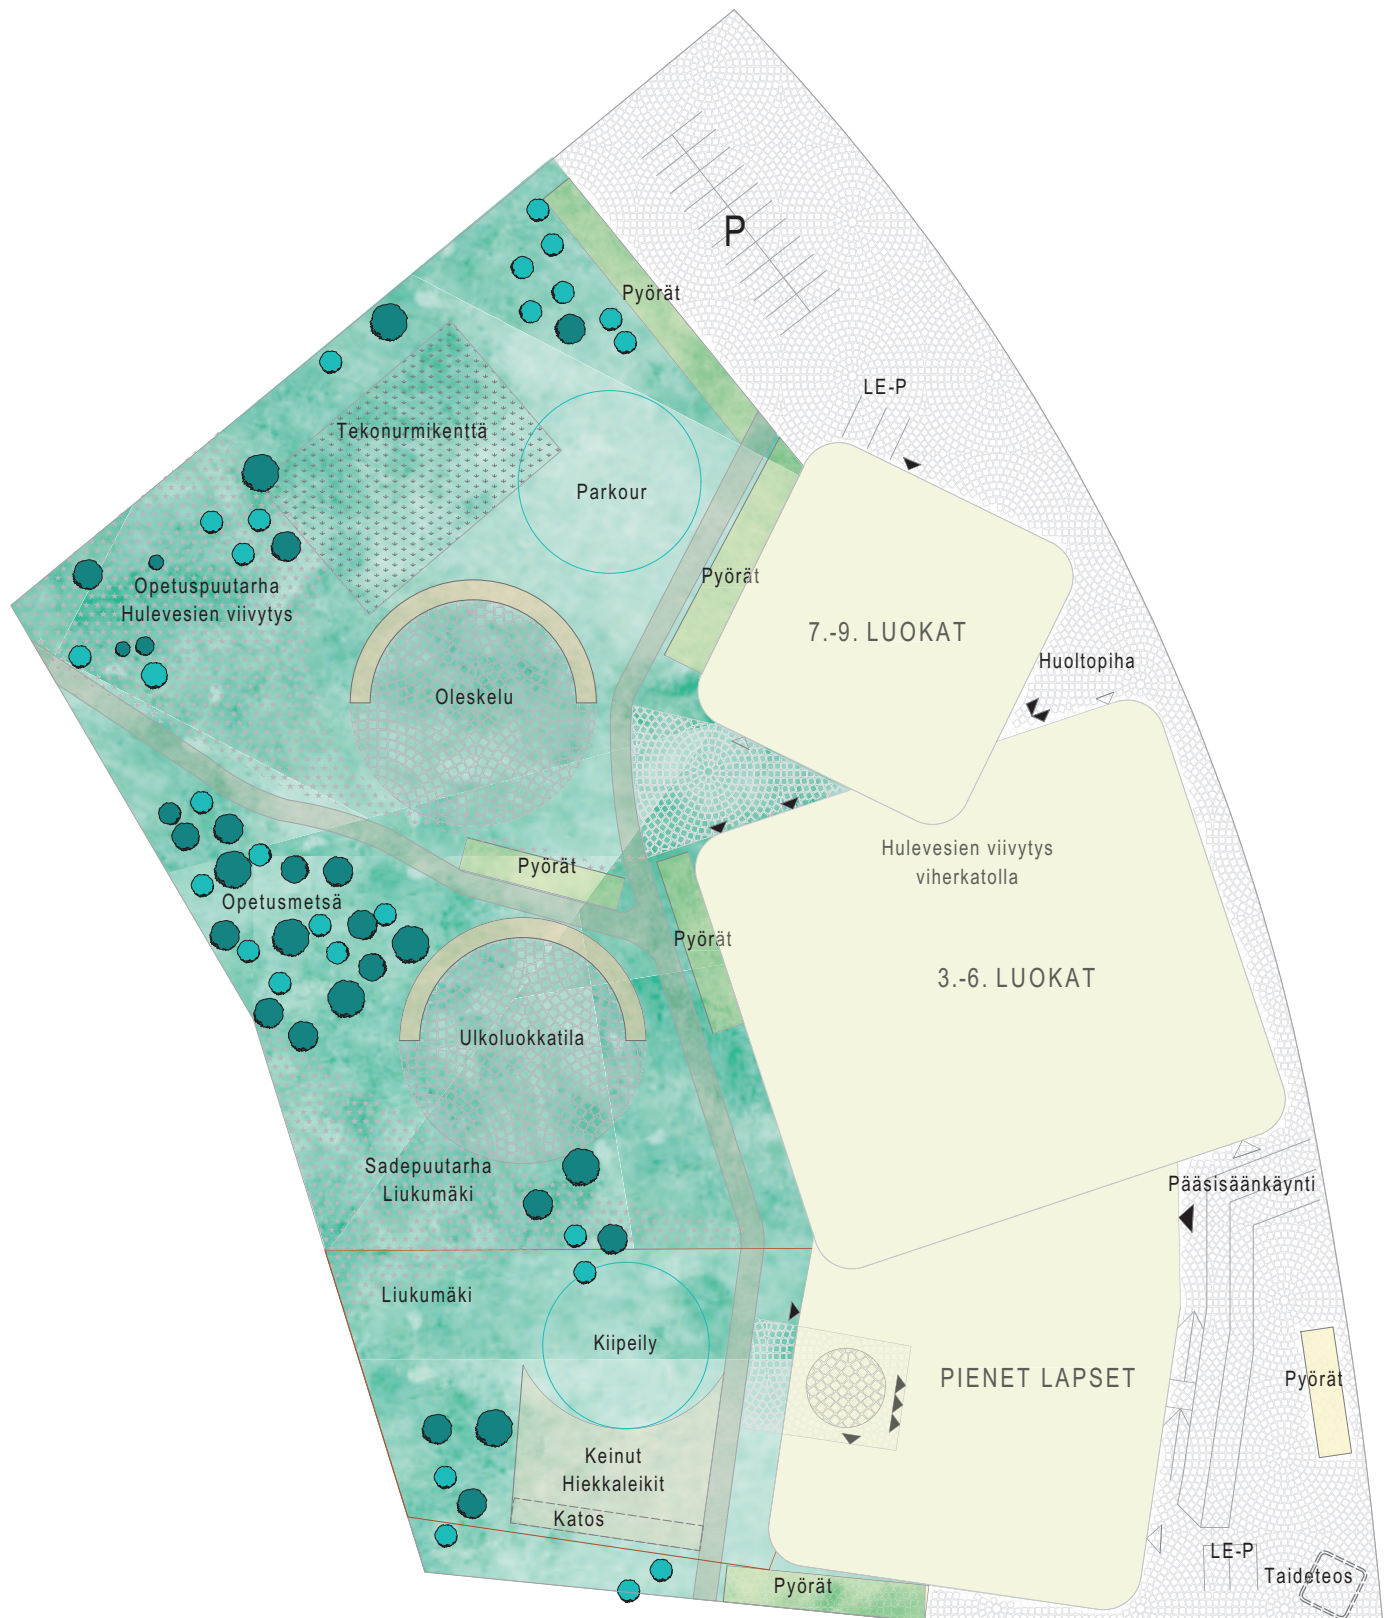 P
Pyörät
LE-P
Tekonurmikenttä
Parkour
Pyörät
Opetuspuutarha
Hulevesien viivytys
7.-9. LUOKAT
Huoltopiha
Oleskelu
Hulevesien viivytys
viherkatolla
Pyörät
Opetusmetsä
Pyörät
3.-6. LUOKAT
Ulkoluokkatila
Sadepuutarha
Liukumäki
Pääsisäänkäynti
Liukumäki
Kiipeily
PIENET LAPSET
Pyörät
Keinut
Hiekkaleikit
Katos
LE-P
Taideteos
Pyörät